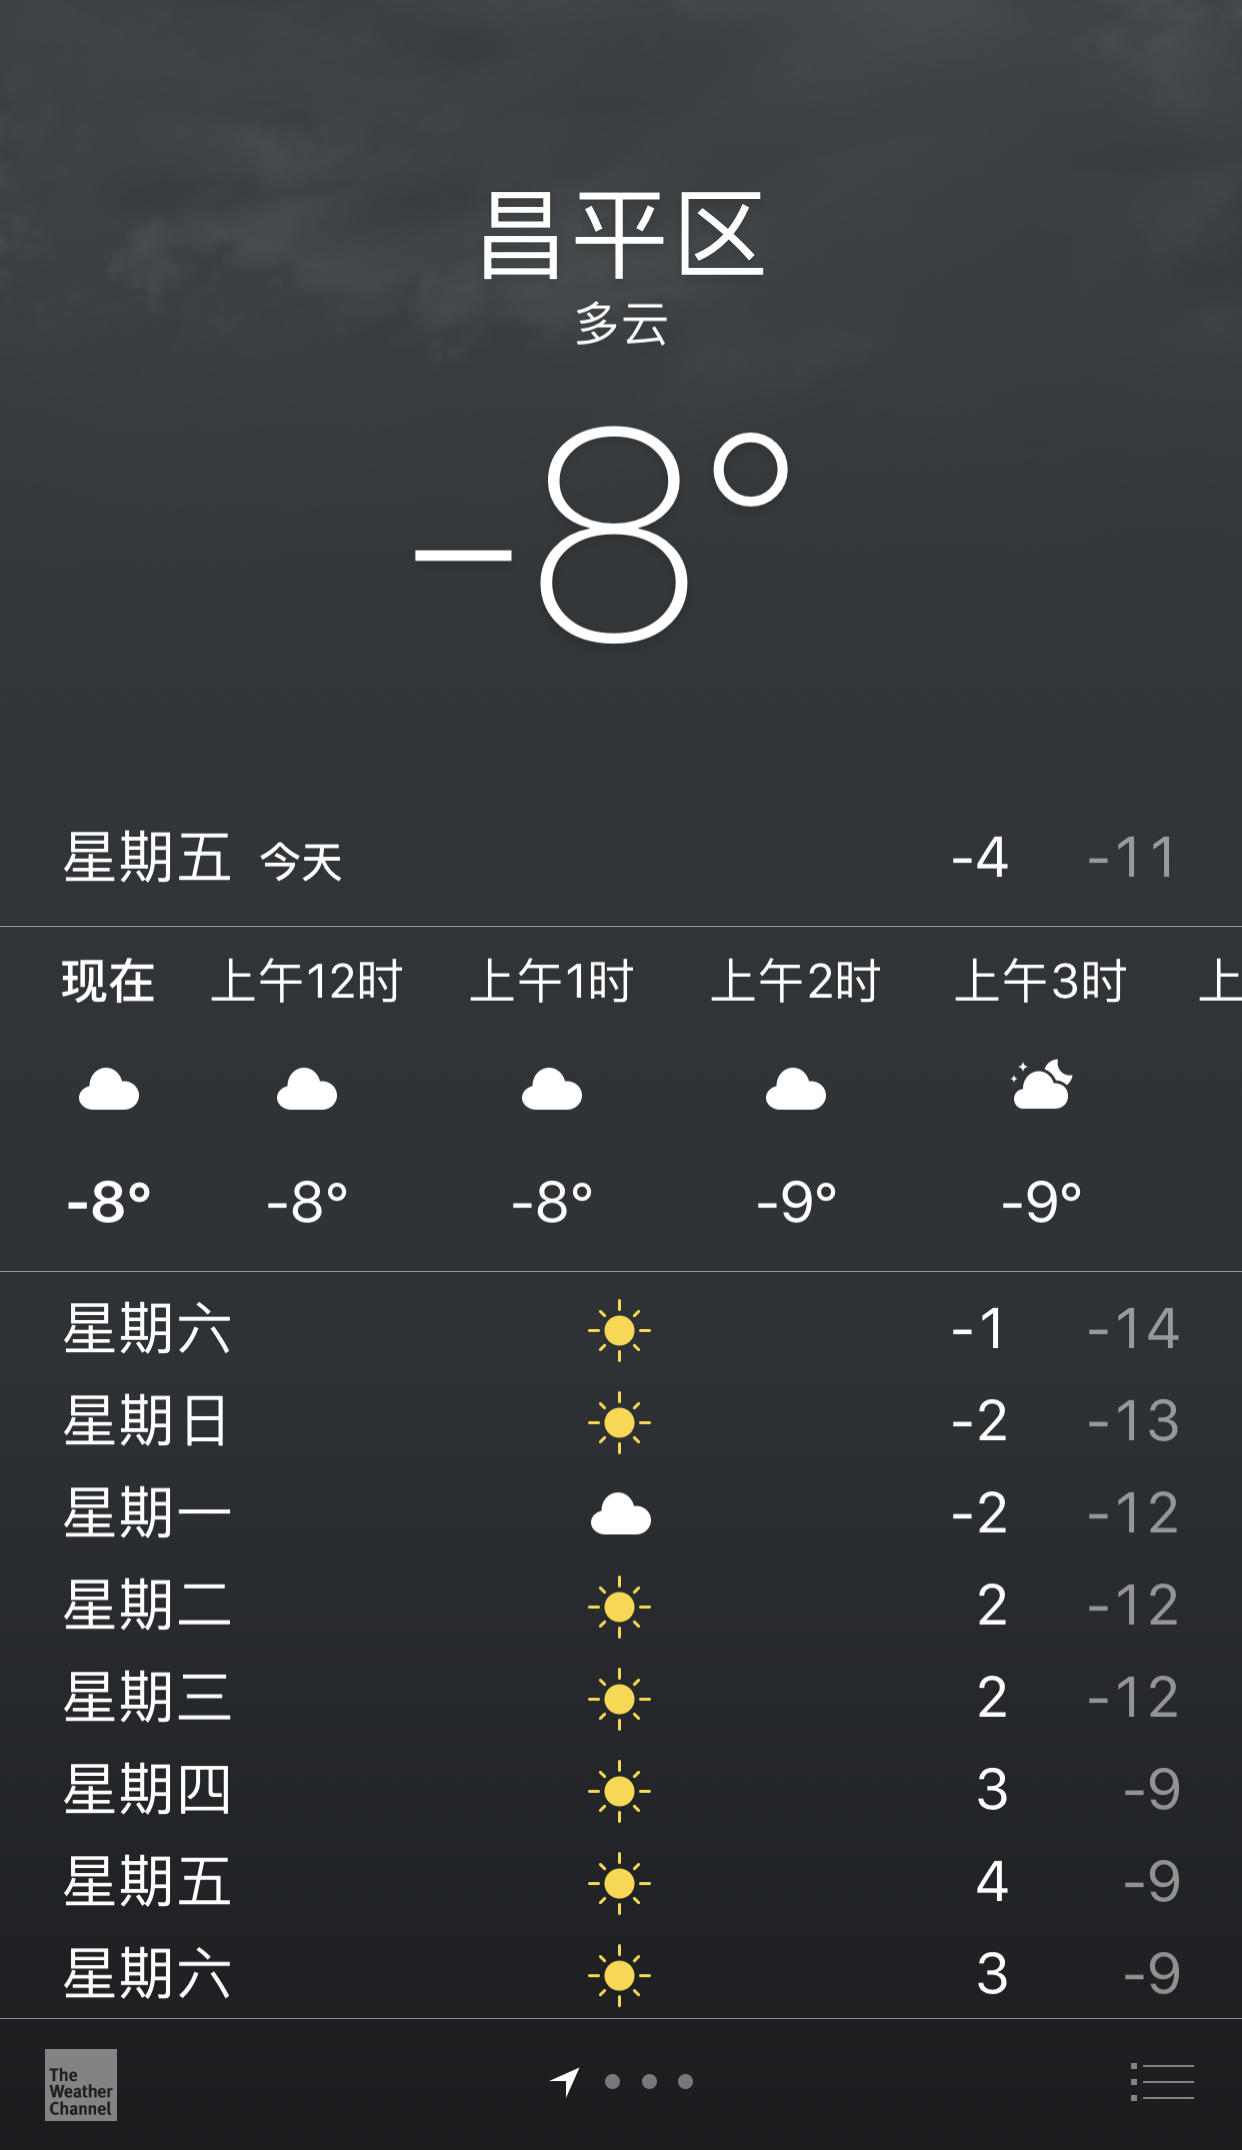 昌平区
多云
-8°
星期五 今天 -4 -11
现在 上午12时 上午1时 上午2时 上午3时 上
-8° -8° -8° -9° -9°
星期六 -1 -14
星期日 -2 -13
星期一 -2 -12
星期二 2 -12
星期三 2 -12
星期四 3 -9
星期五 4 -9
星期六 3 -9
The
Weather
Channel